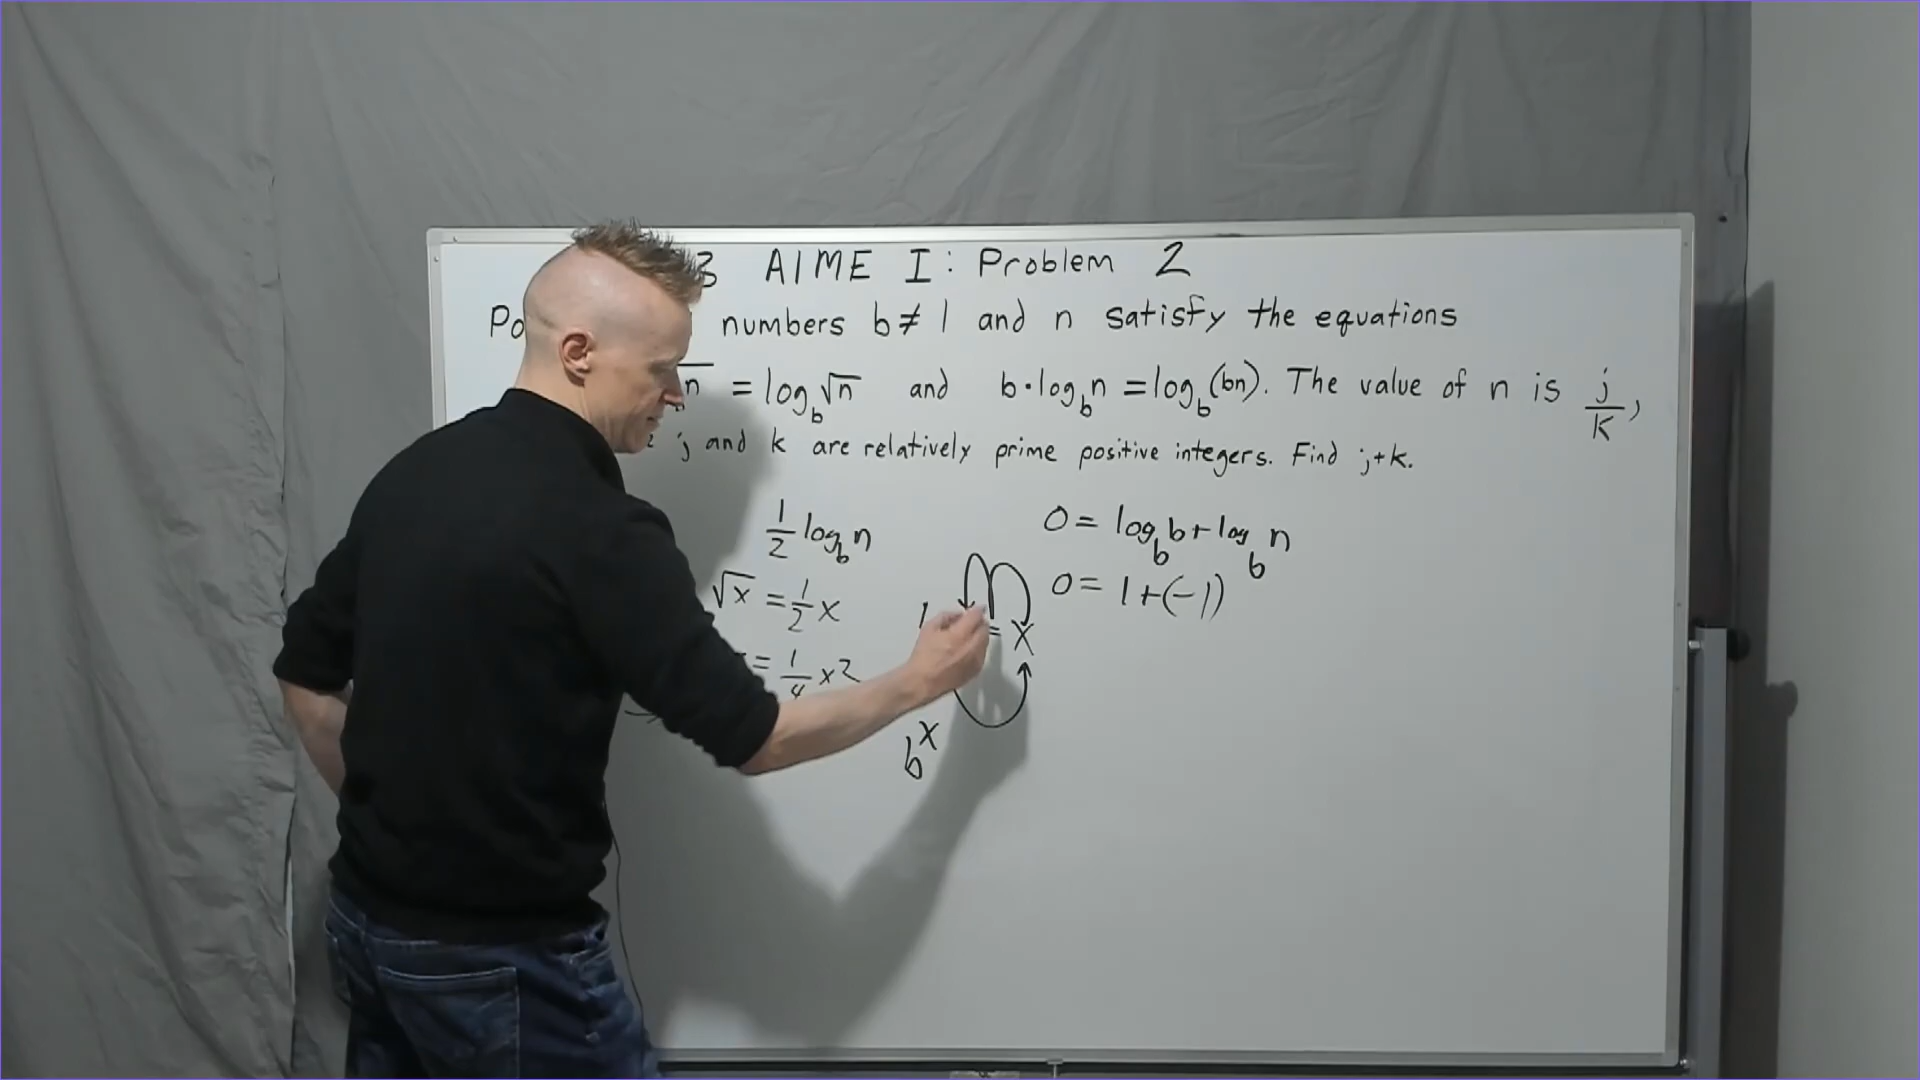 3 AIME I: Problem 2
Po numbers b ≠ 1 and n satisfy the equations
n = log_b √n and b · log_b n = log_b (bn). The value of n is j/k,
j and k are relatively prime positive integers. Find j+k.
1/2 log_b n
√x = 1/2 x
= 1/4 x²
= x
b^x
0 = log_b b + log_b n
0 = 1 + (-1)